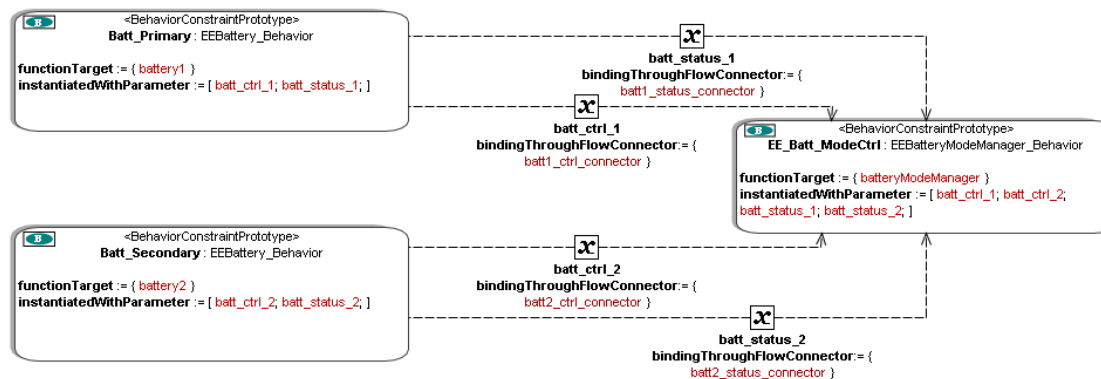 B
<BehaviorConstraintPrototype>
Batt_Primary : EEBattery_Behavior
functionTarget := { battery1 }
instantiatedWithParameter := [ batt_ctrl_1; batt_status_1; ]
x
batt_status_1
bindingThroughFlowConnector:= {
batt1_status_connector }
x
batt_ctrl_1
bindingThroughFlowConnector:= {
batt1_ctrl_connector }
B
<BehaviorConstraintPrototype>
EE_Batt_ModeCtrl : EEBatteryModeManager_Behavior
functionTarget := { batteryModeManager }
instantiatedWithParameter := [ batt_ctrl_1; batt_ctrl_2;
batt_status_1; batt_status_2; ]
B
<BehaviorConstraintPrototype>
Batt_Secondary : EEBattery_Behavior
functionTarget := { battery2 }
instantiatedWithParameter := [ batt_ctrl_2; batt_status_2; ]
x
batt_ctrl_2
bindingThroughFlowConnector:= {
batt2_ctrl_connector }
x
batt_status_2
bindingThroughFlowConnector:= {
batt2_status_connector }